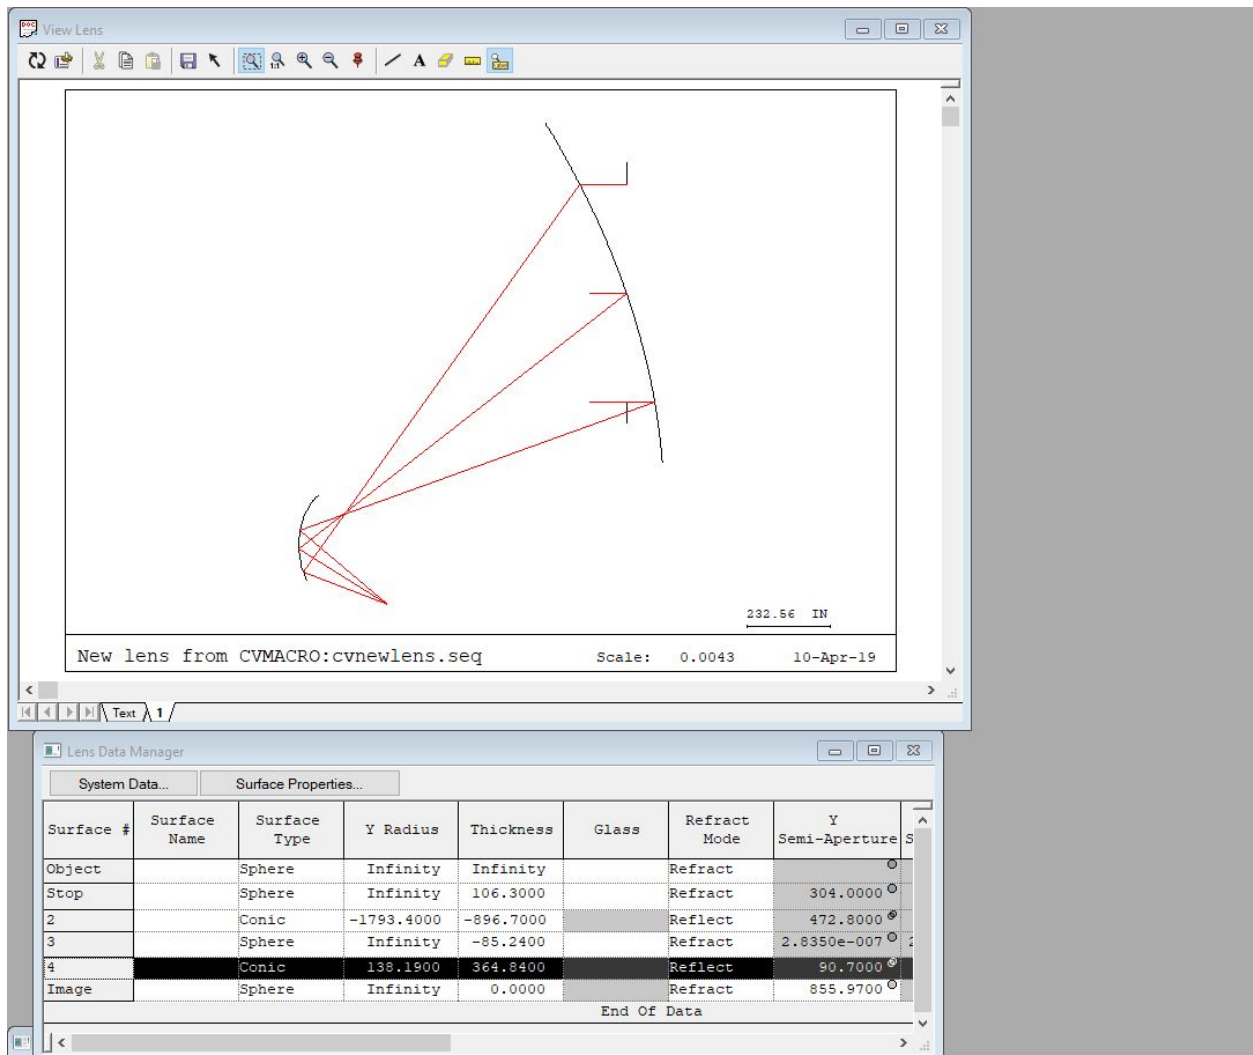 View Lens
A
232.56 IN
New lens from CVMACRO:cvnewlens.seq Scale: 0.0043 10-Apr-19
Text 1
Lens Data Manager
System Data... Surface Properties...
Surface # Surface Name Surface Type Y Radius Thickness Glass Refract Mode Y Semi-Aperture S
Object Sphere Infinity Infinity Refract
Stop Sphere Infinity 106.3000 Refract 304.0000
2 Conic -1793.4000 -896.7000 Reflect 472.8000
3 Sphere Infinity -85.2400 Refract 2.8350e-007 2
4 Conic 138.1900 364.8400 Reflect 90.7000
Image Sphere Infinity 0.0000 Refract 855.9700
End Of Data